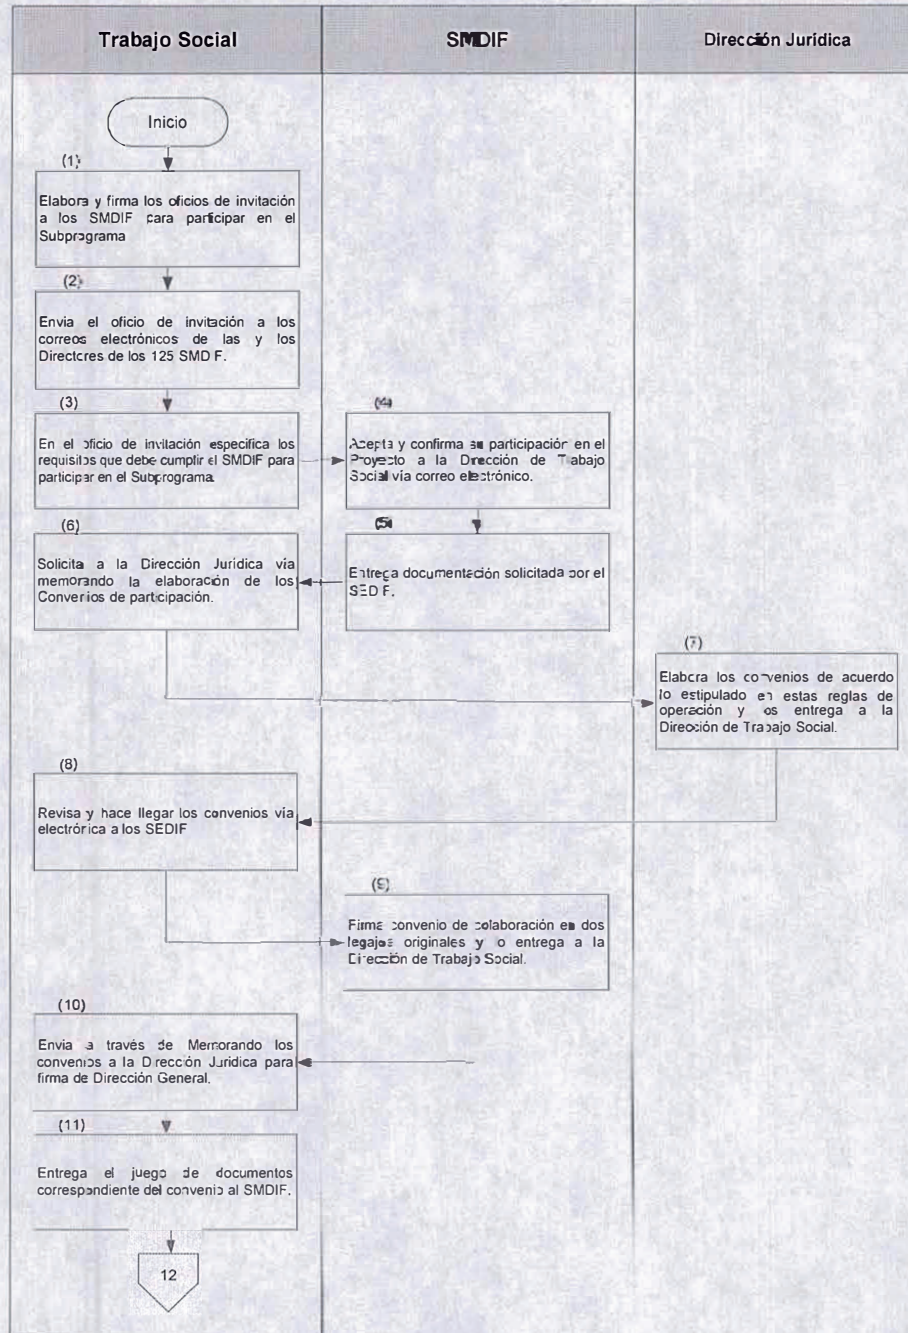 Trabajo Social
SMDIF
Dirección Jurídica
Inicio
(1)
Elabora y firma los oficios de invitación
a los SMDIF para participar en el
Subprograma
(2)
Envia el oficio de invitación a los
correos electrónicos de las y los
Directores de los 125 SMDIF.
(3)
En el oficio de invitación especifica los
requisitos que debe cumplir el SMDIF para
participar en el Subprograma.
(4)
Acepta y confirma su participación en el
Proyecto a la Dirección de Trabajo
Social vía correo electrónico.
(5)
Entrega documentación solicitada por el
SEDIF.
(6)
Solicita a la Dirección Jurídica vía
memorando la elaboración de los
Convenios de participación.
(7)
Elabora los convenios de acuerdo
lo estipulado en estas reglas de
operación y los entrega a la
Dirección de Trabajo Social.
(8)
Revisa y hace llegar los convenios vía
electrónica a los SEDIF
(9)
Firma convenio de colaboración en dos
legajos originales y lo entrega a la
Dirección de Trabajo Social.
(10)
Envia a través de Memorando los
convenios a la Dirección Jurídica para
firma de Dirección General.
(11)
Entrega el juego de documentos
correspondiente del convenio al SMDIF.
12